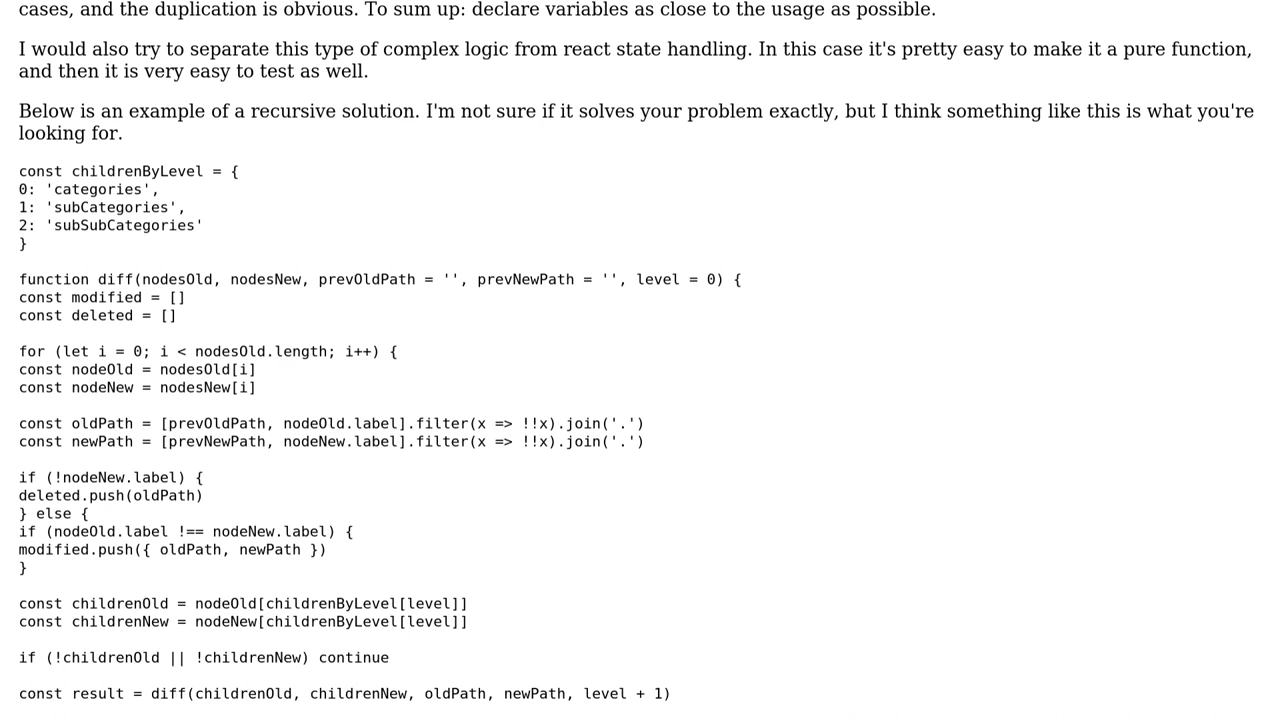 cases, and the duplication is obvious. To sum up: declare variables as close to the usage as possible.
I would also try to separate this type of complex logic from react state handling. In this case it's pretty easy to make it a pure function,
and then it is very easy to test as well.
Below is an example of a recursive solution. I'm not sure if it solves your problem exactly, but I think something like this is what you're
looking for.
const childrenByLevel = {
0: 'categories',
1: 'subCategories',
2: 'subSubCategories'
}
function diff(nodesOld, nodesNew, prevOldPath = '', prevNewPath = '', level = 0) {
const modified = []
const deleted = []
for (let i = 0; i < nodesOld.length; i++) {
const nodeOld = nodesOld[i]
const nodeNew = nodesNew[i]
const oldPath = [prevOldPath, nodeOld.label].filter(x => !!x).join('.')
const newPath = [prevNewPath, nodeNew.label].filter(x => !!x).join('.')
if (!nodeNew.label) {
deleted.push(oldPath)
} else {
if (nodeOld.label !== nodeNew.label) {
modified.push({ oldPath, newPath })
}
const childrenOld = nodeOld[childrenByLevel[level]]
const childrenNew = nodeNew[childrenByLevel[level]]
if (!childrenOld || !childrenNew) continue
const result = diff(childrenOld, childrenNew, oldPath, newPath, level + 1)